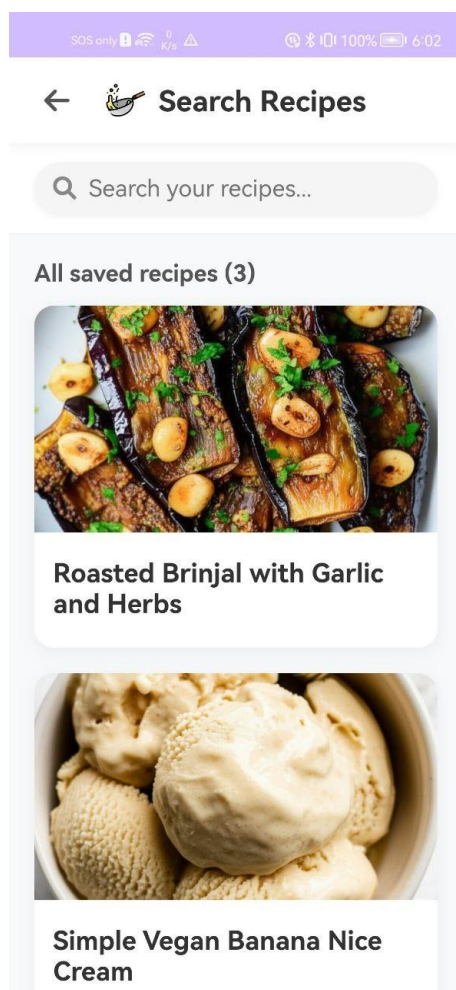 SOS only 0 K/s 100% 6:02
Search Recipes
Search your recipes...
All saved recipes (3)
Roasted Brinjal with Garlic
and Herbs
Simple Vegan Banana Nice
Cream